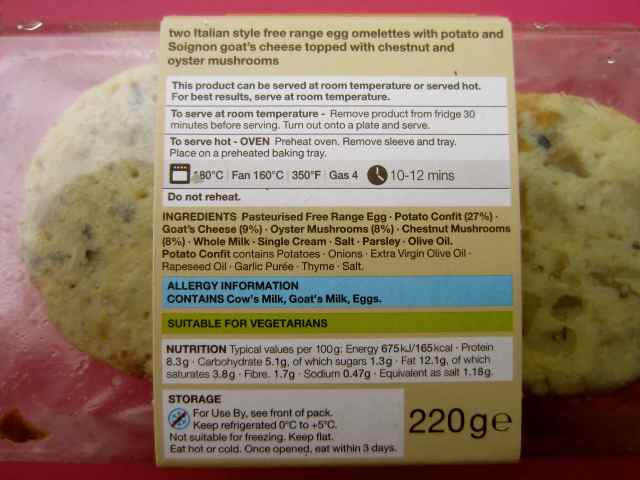 two Italian style free range egg omelettes with potato and
Soignon goat's cheese topped with chestnut and
oyster mushrooms
This product can be served at room temperature or served hot.
For best results, serve at room temperature.
To serve at room temperature - Remove product from fridge 30
minutes before serving. Turn out onto a plate and serve.
To serve hot - OVEN Preheat oven. Remove sleeve and tray.
Place on a preheated baking tray.
180°C | Fan 160°C | 350°F | Gas 4 10-12 mins
Do not reheat.
INGREDIENTS Pasteurised Free Range Egg · Potato Confit (27%) ·
Goat's Cheese (9%) · Oyster Mushrooms (8%) · Chestnut Mushrooms
(8%) · Whole Milk · Single Cream · Salt · Parsley · Olive Oil.
Potato Confit contains Potatoes · Onions · Extra Virgin Olive Oil ·
Rapeseed Oil · Garlic Purée · Thyme · Salt.
ALLERGY INFORMATION
CONTAINS Cow's Milk, Goat's Milk, Eggs.
SUITABLE FOR VEGETARIANS
NUTRITION Typical values per 100g: Energy 675kJ/165kcal · Protein
8.3g · Carbohydrate 5.1g, of which sugars 1.3g · Fat 12.1g, of which
saturates 3.8g · Fibre. 1.7g · Sodium 0.47g · Equivalent as salt 1.18g.
STORAGE
For Use By, see front of pack.
Keep refrigerated 0°C to +5°C.
Not suitable for freezing. Keep flat.
Eat hot or cold. Once opened, eat within 3 days.
220g℮